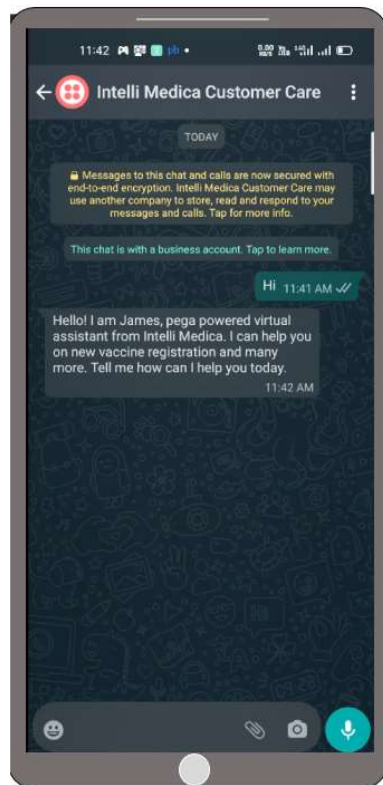 11:42
Intelli Medica Customer Care
TODAY
Messages to this chat and calls are now secured with
end-to-end encryption. Intelli Medica Customer Care may
use another company to store, read and respond to your
messages and calls. Tap for more info.
This chat is with a business account. Tap to learn more.
Hi 11:41 AM
Hello! I am James, pega powered virtual
assistant from Intelli Medica. I can help you
on new vaccine registration and many
more. Tell me how can I help you today.
11:42 AM